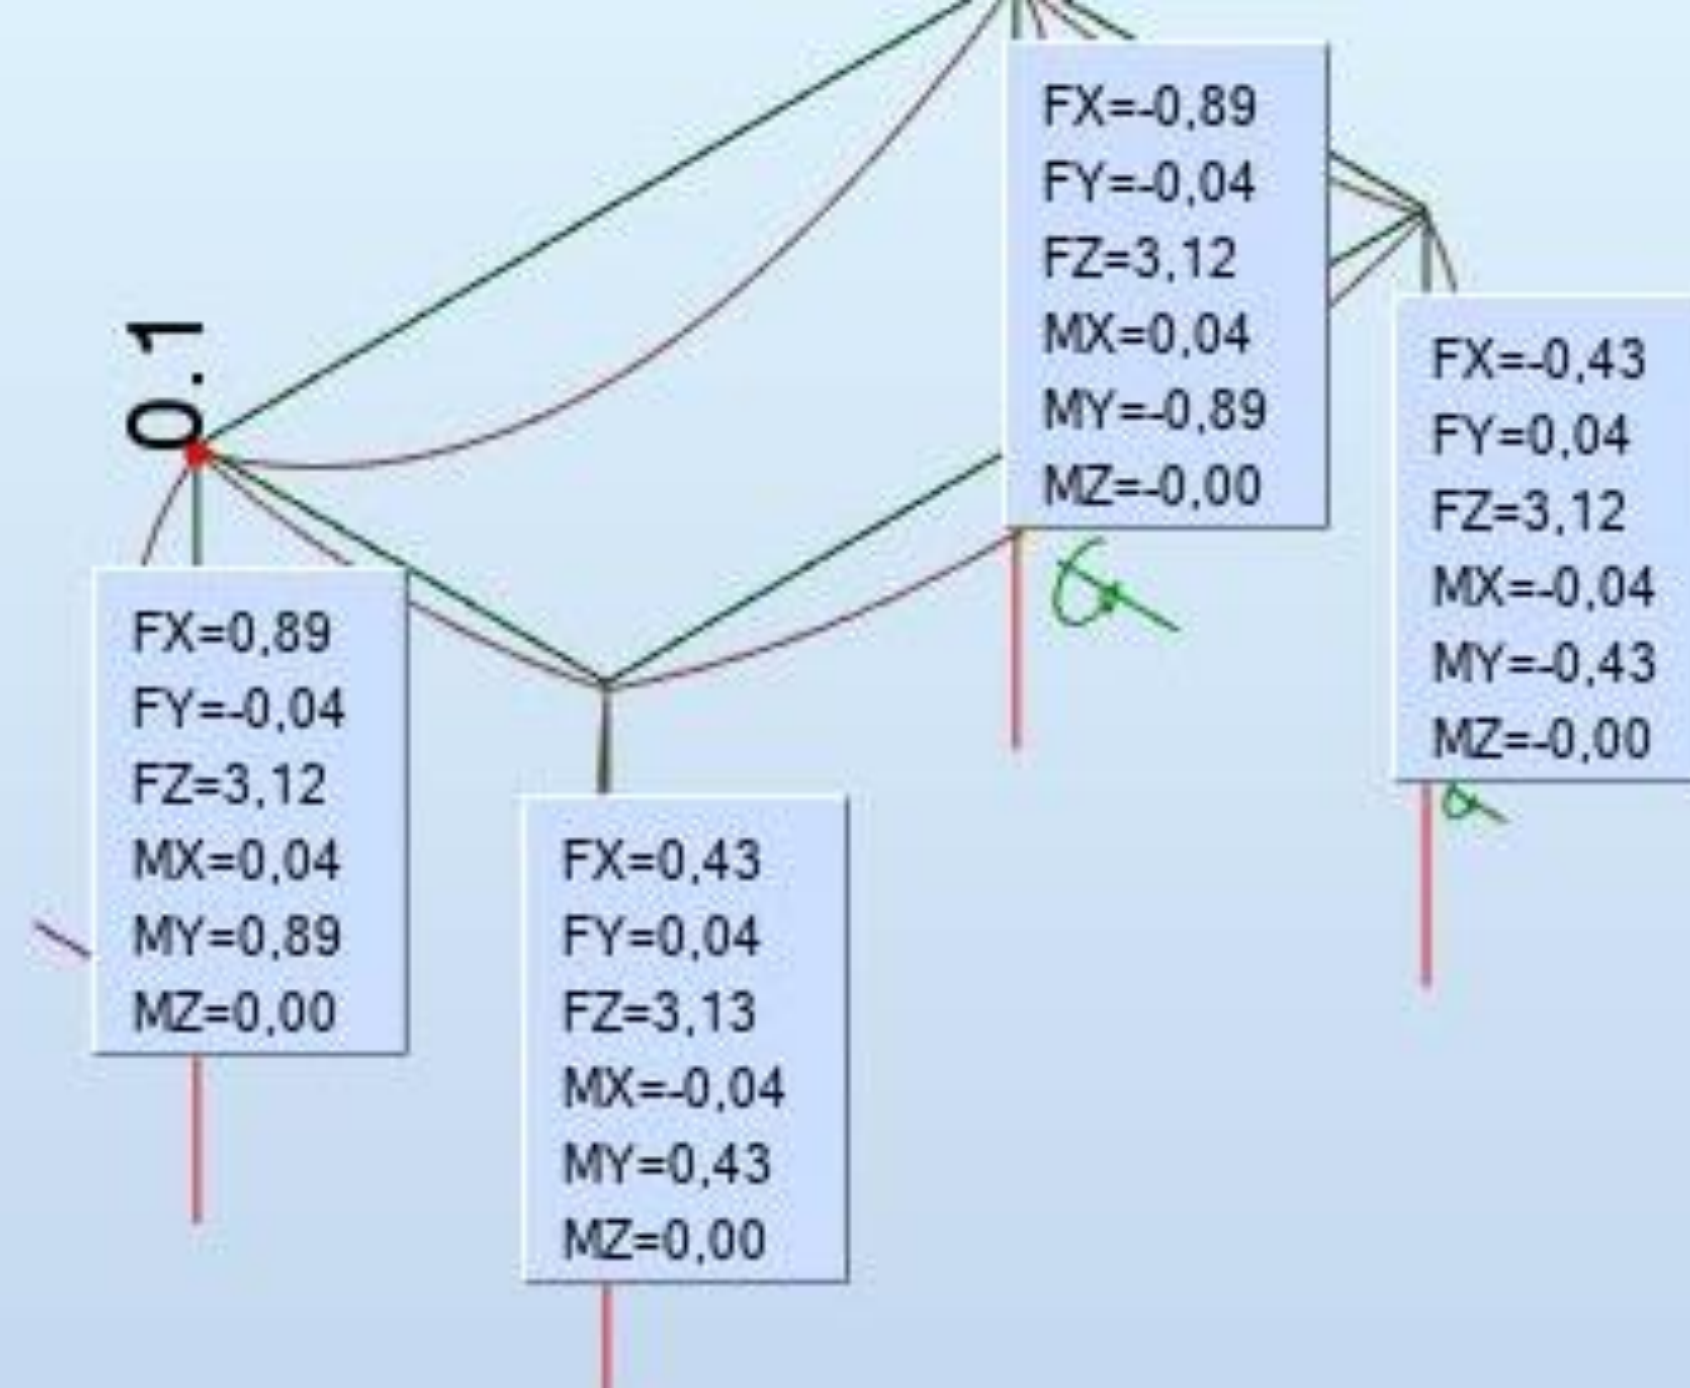 FX=-0,89
FY=-0,04
FZ=3,12
MX=0,04
MY=-0,89
MZ=-0,00
FX=-0,43
FY=0,04
FZ=3,12
MX=-0,04
MY=-0,43
MZ=-0,00
0.1
FX=0,89
FY=-0,04
FZ=3,12
MX=0,04
MY=0,89
MZ=0,00
FX=0,43
FY=0,04
FZ=3,13
MX=-0,04
MY=0,43
MZ=0,00